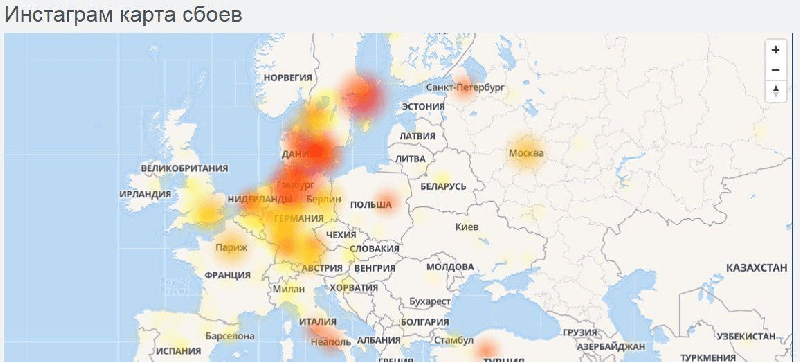 Инстаграм карта сбоев
НОРВЕГИЯ
Санкт-Петербург
ЭСТОНИЯ
ЛАТВИЯ
ДАНИЯ
Москва
ЛИТВА
ВЕЛИКОБРИТАНИЯ
Гамбург
БЕЛАРУСЬ
ИРЛАНДИЯ
НИДЕРЛАНДЫ
Берлин
ПОЛЬША
ГЕРМАНИЯ
Киев
ЧЕХИЯ
Париж
СЛОВАКИЯ
АВСТРИЯ
ВЕНГРИЯ
МОЛДОВА
КАЗАХСТАН
ФРАНЦИЯ
Милан
ХОРВАТИЯ
Бухарест
ИТАЛИЯ
БОЛГАРИЯ
Барселона
Неаполь
АЛБАНИЯ
Стамбул
ГРУЗИЯ
УЗБЕКИСТАН
ИСПАНИЯ
АЗЕРБАЙДЖАН
ГРЕЦИЯ
ТУРЦИЯ
ТУРКМЕНИЯ